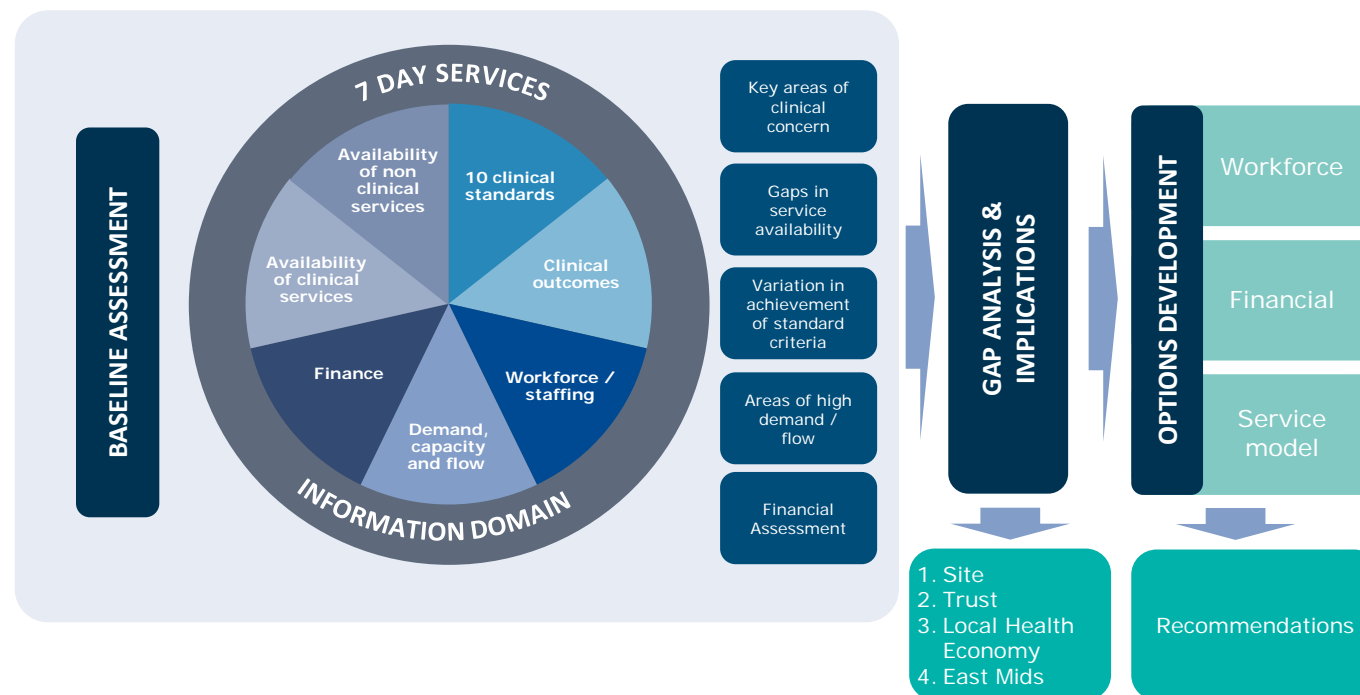 BASELINE ASSESSMENT
7 DAY SERVICES
INFORMATION DOMAIN
10 clinical
standards
Clinical
outcomes
Workforce /
staffing
Demand,
capacity
and flow
Finance
Availability
of clinical
services
Availability
of non
clinical
services
Key areas of
clinical
concern
Gaps in
service
availability
Variation in
achievement
of standard
criteria
Areas of high
demand /
flow
Financial
Assessment
GAP ANALYSIS &
IMPLICATIONS
1. Site
2. Trust
3. Local Health
Economy
4. East Mids
OPTIONS DEVELOPMENT
Workforce
Financial
Service
model
Recommendations